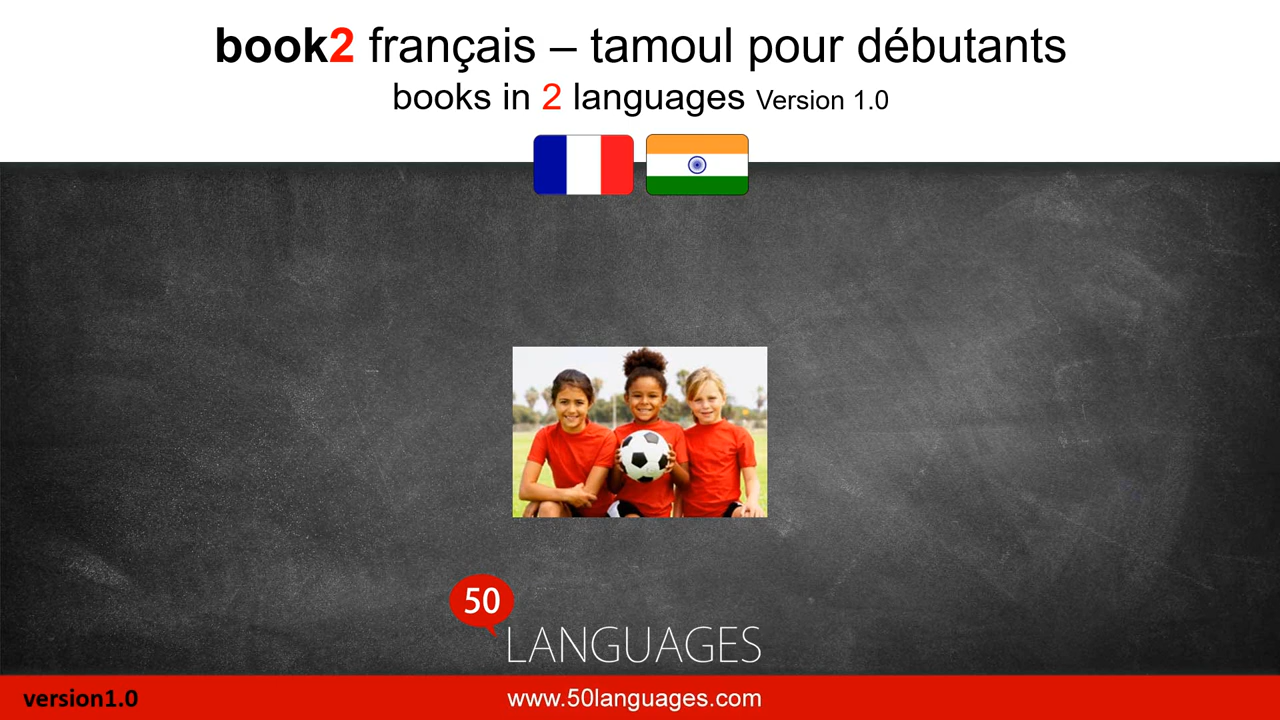 book2 français – tamoul pour débutants
books in 2 languages Version 1.0
50
LANGUAGES
version1.0
www.50languages.com